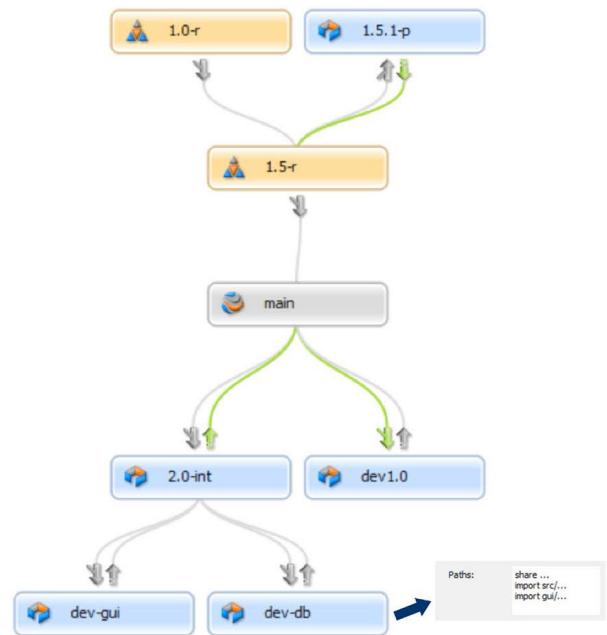 1.0-r
1.5.1-p
1.5-r
main
2.0-int
dev1.0
dev-gui
dev-db
Paths:
share ...
import src/...
import gui/...